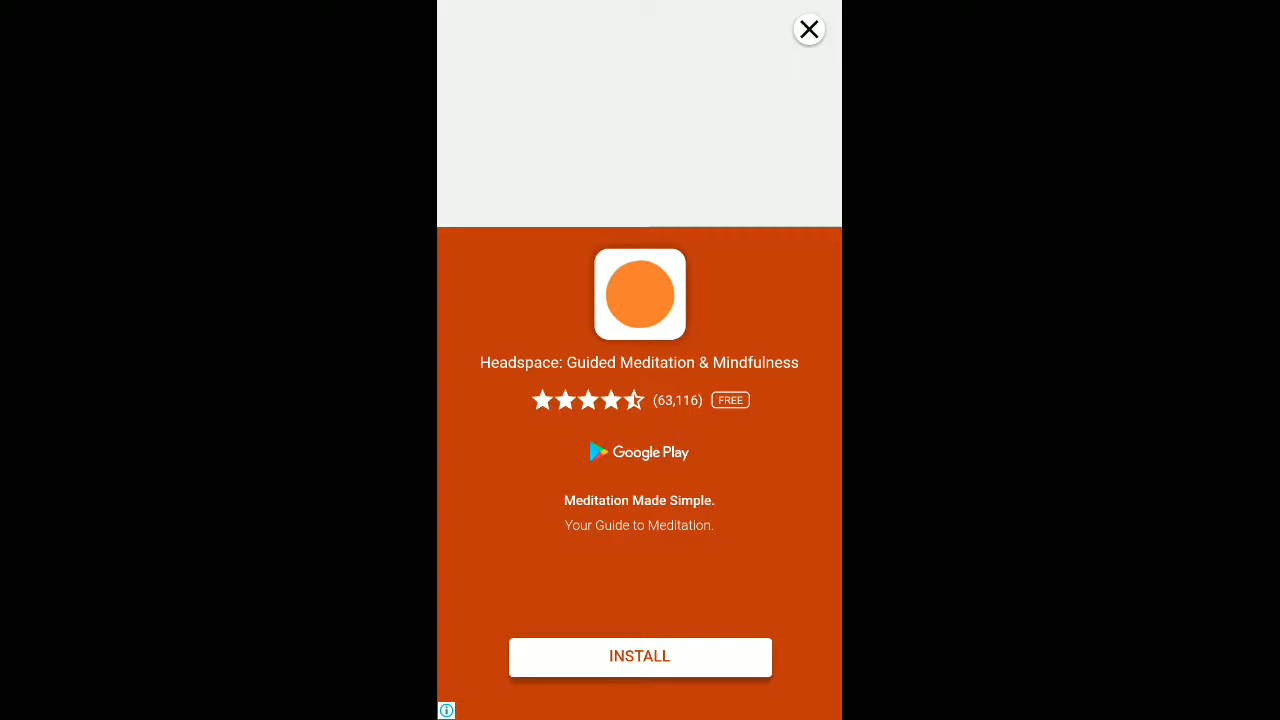 Headspace: Guided Meditation & Mindfulness
(63,116) FREE
Google Play
Meditation Made Simple.
Your Guide to Meditation.
INSTALL